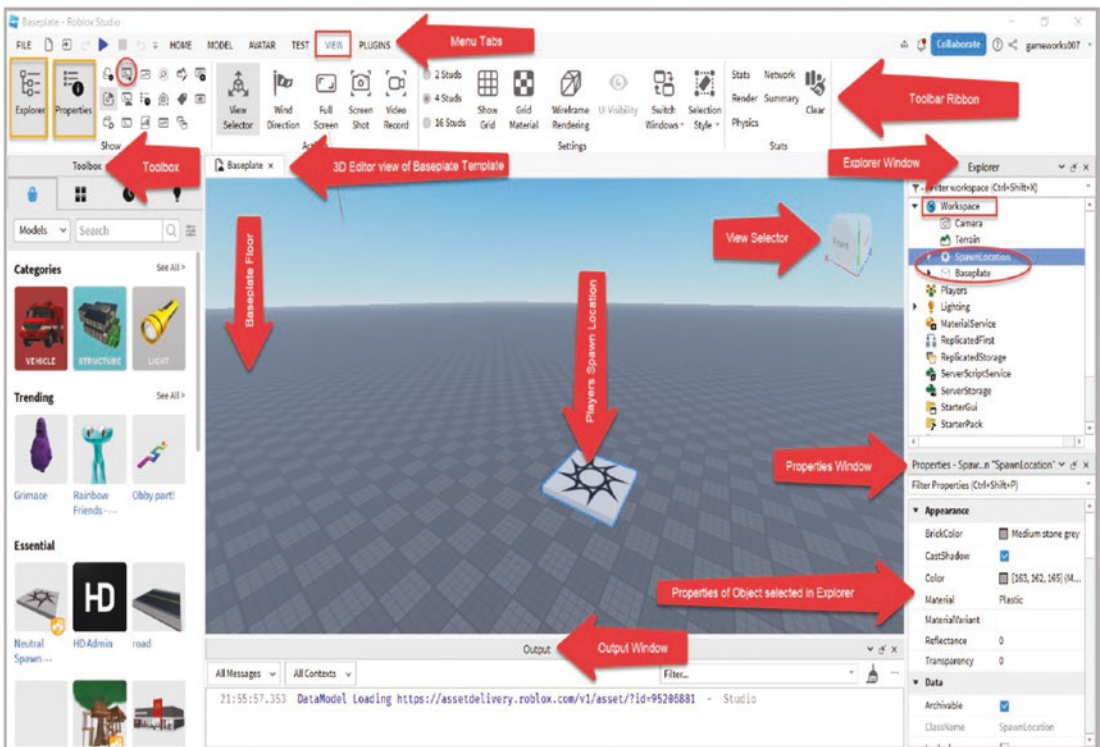 Baseplate - Roblox Studio
FILE HOME MODEL AVATAR TEST VIEW PLUGINS
Menu Tabs
Collaborate
gameworks007
Explorer
Properties
Show
View Selector
Wind Direction
Full Screen
Screen Shot
Video Record
2 Studs
4 Studs
16 Studs
Show Grid
Grid Material
Wireframe Rendering
UI Visibility
Switch Windows
Selection Style
Settings
Stats Network
Render Summary
Physics
Clear
Stats
Toolbar Ribbon
Toolbox
Toolbox
Baseplate ×
3D Editor view of Baseplate Template
Explorer Window
Explorer
Models
Search
Categories
See All >
VEHICLE
STRUCTURE
LIGHT
Trending
See All >
Grimace
Rainbow Friends - ...
Obby part!
Essential
Neutral Spawn ...
HD
HD Admin
road
Baseplate Floor
Players Spawn Location
View Selector
Filter workspace (Ctrl+Shift+X)
Workspace
Camera
Terrain
SpawnLocation
Baseplate
Players
Lighting
MaterialService
ReplicatedFirst
ReplicatedStorage
ServerScriptService
ServerStorage
StarterGui
StarterPack
Properties Window
Properties - Spaw...n "SpawnLocation"
Filter Properties (Ctrl+Shift+P)
Appearance
BrickColor Medium stone grey
CastShadow
Color [163, 162, 165] (M...
Properties of Object selected in Explorer
Material Plastic
MaterialVariant
Reflectance 0
Transparency 0
Data
Archivable
ClassName SpawnLocation
Output
Output Window
All Messages
All Contexts
Filter...
21:55:57.353 DataModel Loading https://assetdelivery.roblox.com/v1/asset/?id=95206881 - Studio